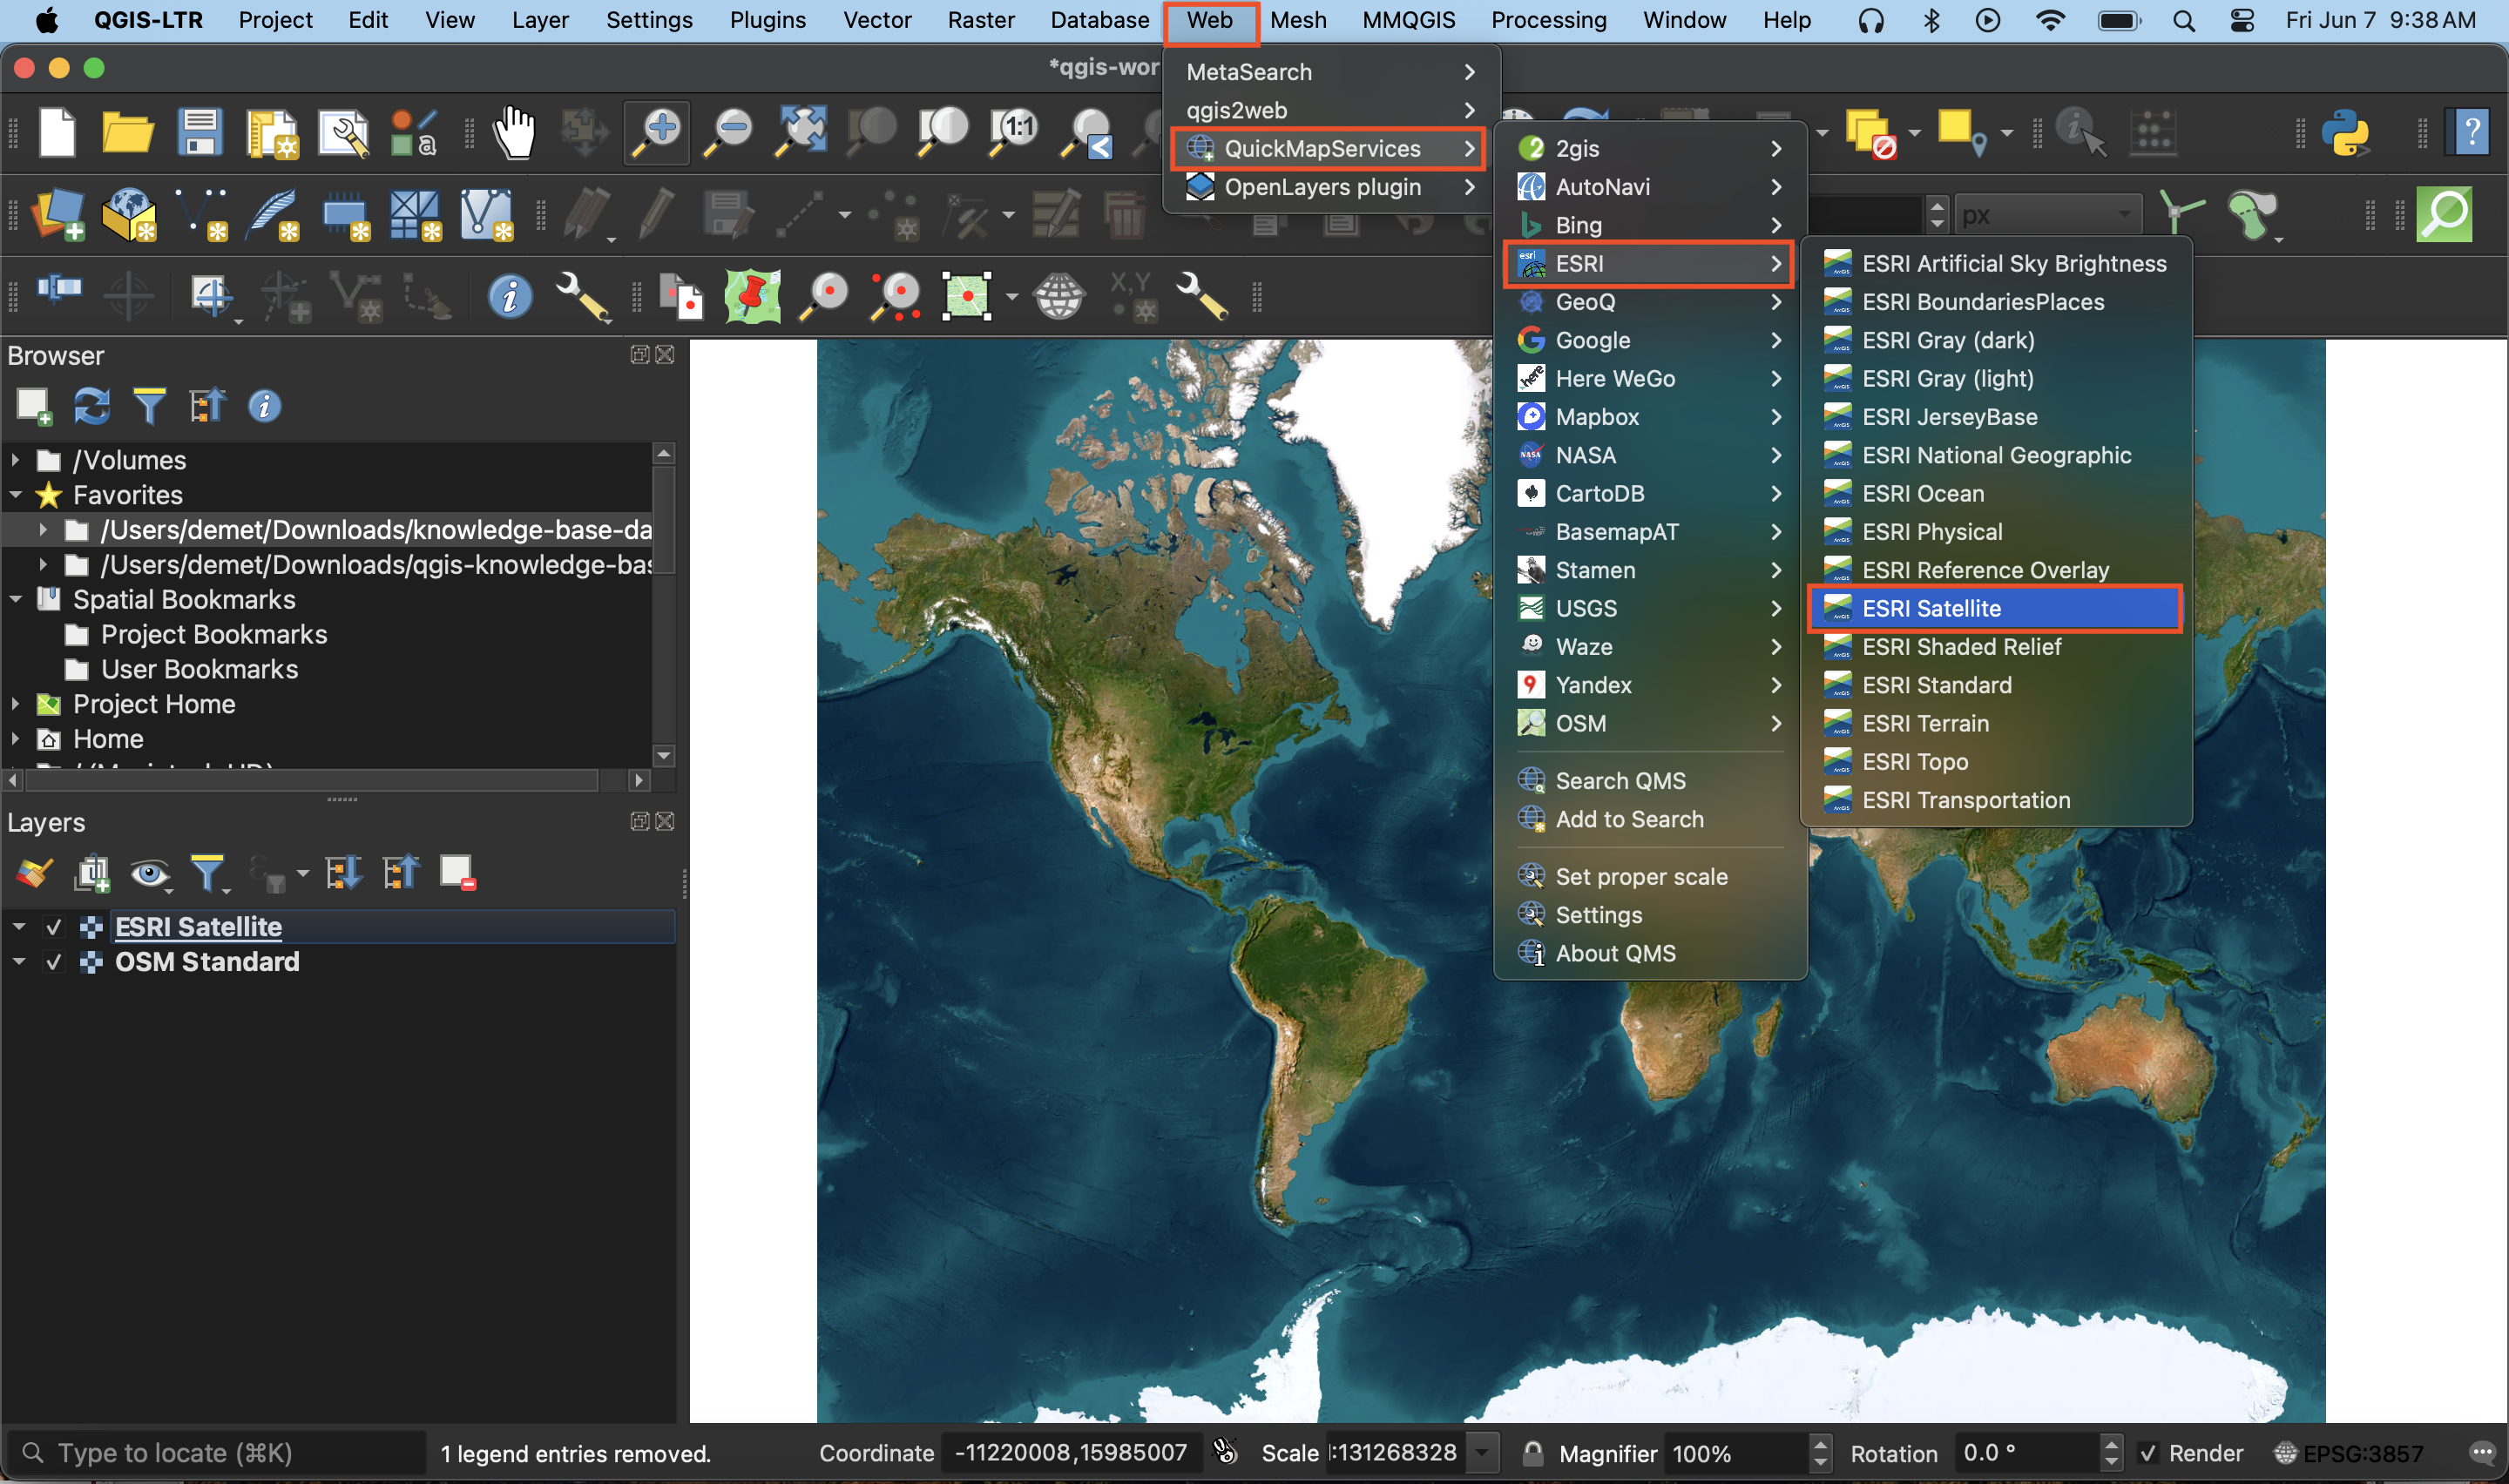 QGIS-LTR Project Edit View Layer Settings Plugins Vector Raster Database Web Mesh MMQGIS Processing Window Help Fri Jun 7 9:38 AM
*qgis-wor
MetaSearch
qgis2web
QuickMapServices
OpenLayers plugin
2gis
AutoNavi
Bing
ESRI
GeoQ
Google
Here WeGo
Mapbox
NASA
CartoDB
BasemapAT
Stamen
USGS
Waze
Yandex
OSM
Search QMS
Add to Search
Set proper scale
Settings
About QMS
ESRI Artificial Sky Brightness
ESRI BoundariesPlaces
ESRI Gray (dark)
ESRI Gray (light)
ESRI JerseyBase
ESRI National Geographic
ESRI Ocean
ESRI Physical
ESRI Reference Overlay
ESRI Satellite
ESRI Shaded Relief
ESRI Standard
ESRI Terrain
ESRI Topo
ESRI Transportation
1:1
px
X,Y
Browser
/Volumes
Favorites
/Users/demet/Downloads/knowledge-base-da
/Users/demet/Downloads/qgis-knowledge-bas
Spatial Bookmarks
Project Bookmarks
User Bookmarks
Project Home
Home
Layers
ESRI Satellite
OSM Standard
Type to locate (⌘K) 1 legend entries removed. Coordinate -11220008,15985007 Scale 1:131268328 Magnifier 100% Rotation 0.0 ° Render EPSG:3857